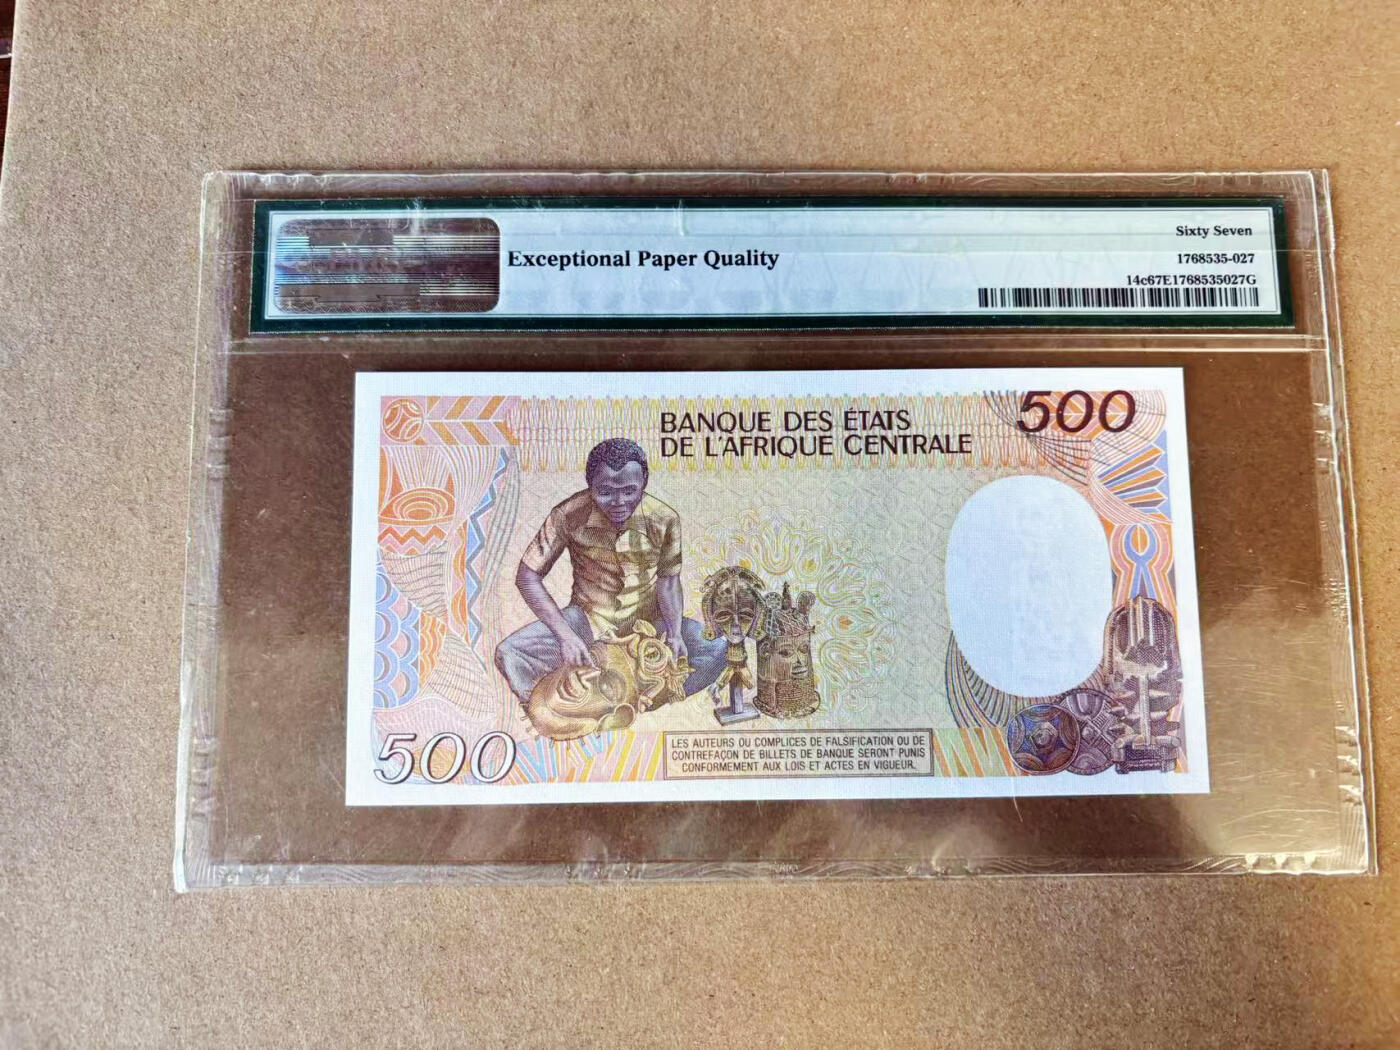 Exceptional Paper Quality
Sixty Seven
1768535-027
14c67E1768535027G
BANQUE DES ÉTATS
DE L'AFRIQUE CENTRALE
500
500
LES AUTEURS OU COMPLICES DE FALSIFICATION OU DE
CONTREFAÇON DE BILLETS DE BANQUE SERONT PUNIS
CONFORMEMENT AUX LOIS ET ACTES EN VIGUEUR.